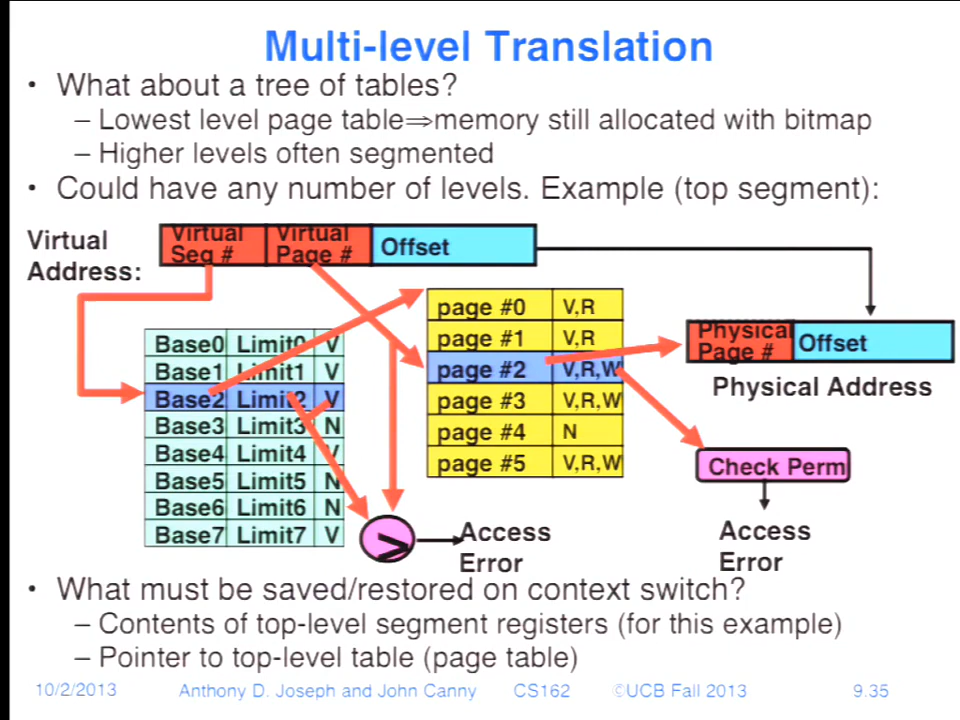 Multi-level Translation
• What about a tree of tables?
– Lowest level page table⇒memory still allocated with bitmap
– Higher levels often segmented
• Could have any number of levels. Example (top segment):
Virtual
Address:
Virtual
Seg #
Virtual
Page #
Offset
Base0 Limit0 V
Base1 Limit1 V
Base2 Limit2 V
Base3 Limit3 N
Base4 Limit4 V
Base5 Limit5 N
Base6 Limit6 N
Base7 Limit7 V
page #0 V,R
page #1 V,R
page #2 V,R,W
page #3 V,R,W
page #4 N
page #5 V,R,W
Physical
Page #
Offset
Physical Address
Check Perm
>
Access
Error
Access
Error
• What must be saved/restored on context switch?
– Contents of top-level segment registers (for this example)
– Pointer to top-level table (page table)
10/2/2013 Anthony D. Joseph and John Canny CS162 ©UCB Fall 2013 9.35